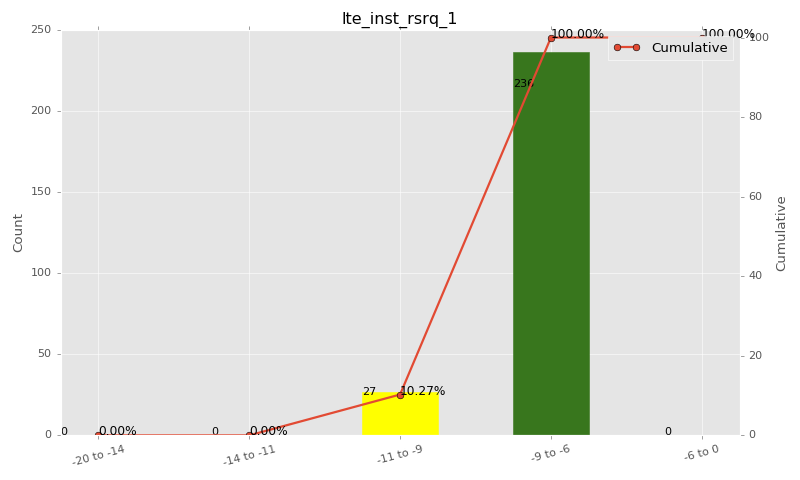 lte_inst_rsrq_1
250
200
150
100
50
0
Count
100
80
60
40
20
0
Cumulative
Cumulative
0
0.00%
0
0.00%
27
10.27%
236
100.00%
0
100.00%
-20 to -14
-14 to -11
-11 to -9
-9 to -6
-6 to 0